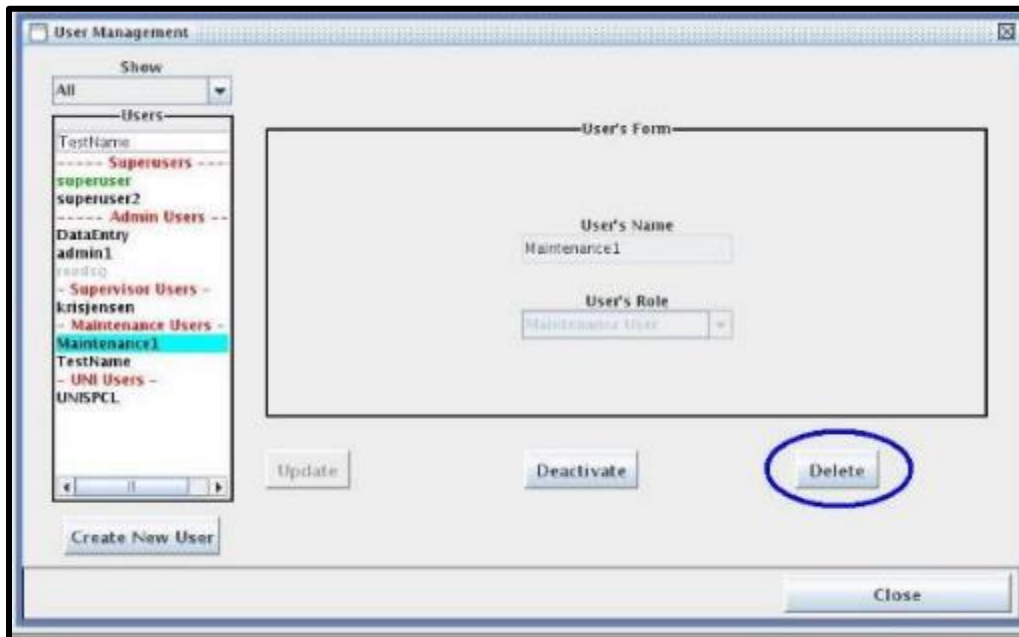 User Management
Show
All
Users
TestName
----- Superusers ----
superuser
superuser2
----- Admin Users --
DataEntry
admin1
- Supervisor Users -
krisjensen
- Maintenance Users -
Maintenance1
TestName
- UNI Users -
UNISPCL
Create New User
User's Form
User's Name
Maintenance1
User's Role
Maintenance User
Update
Deactivate
Delete
Close